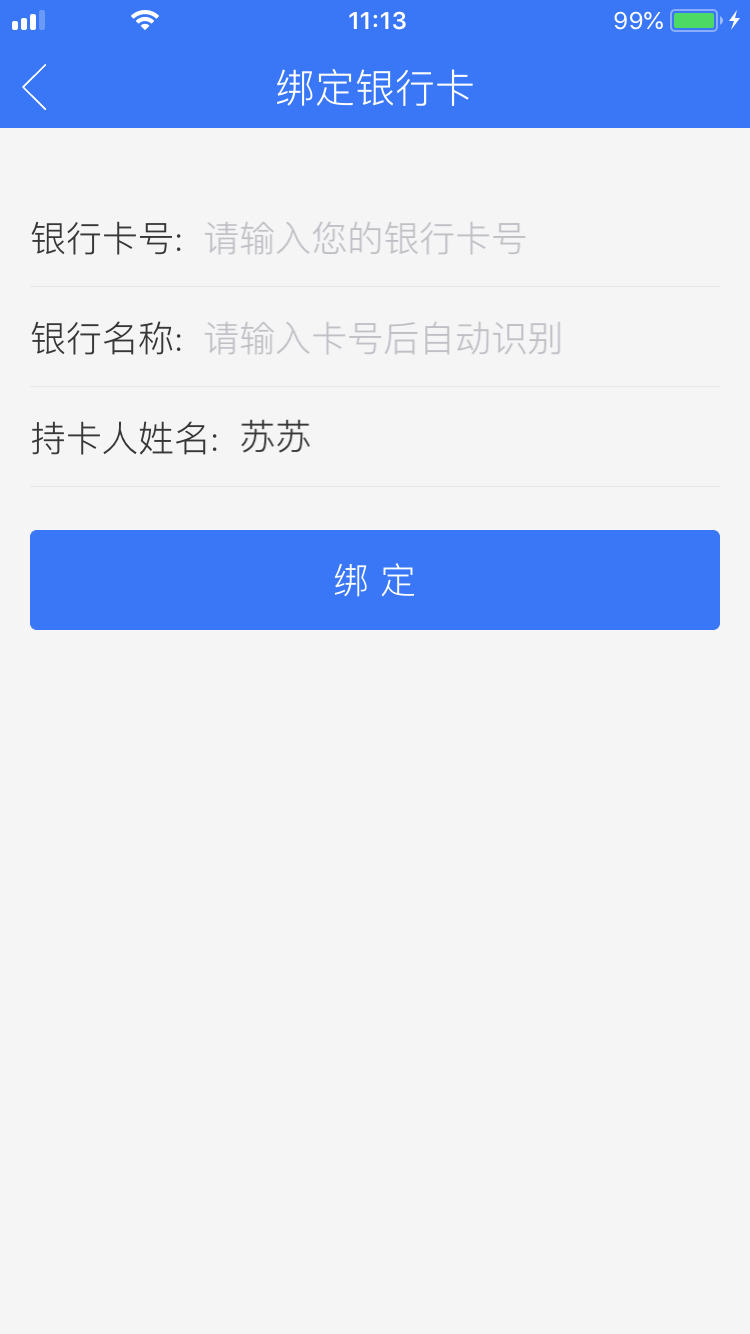 11:13 99%
绑定银行卡
银行卡号: 请输入您的银行卡号
银行名称: 请输入卡号后自动识别
持卡人姓名: 苏苏
绑 定